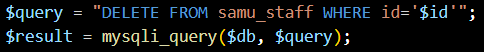 $query = "DELETE FROM samu_staff WHERE id='$id'";
$result = mysqli_query($db, $query);